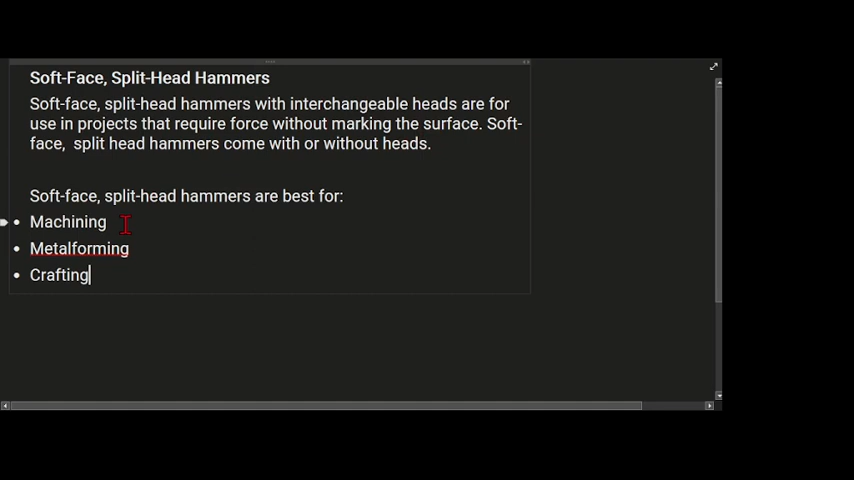 Soft-Face, Split-Head Hammers
Soft-face, split-head hammers with interchangeable heads are for
use in projects that require force without marking the surface. Soft-
face,  split head hammers come with or without heads.
Soft-face, split-head hammers are best for:
• Machining
• Metalforming
• Crafting